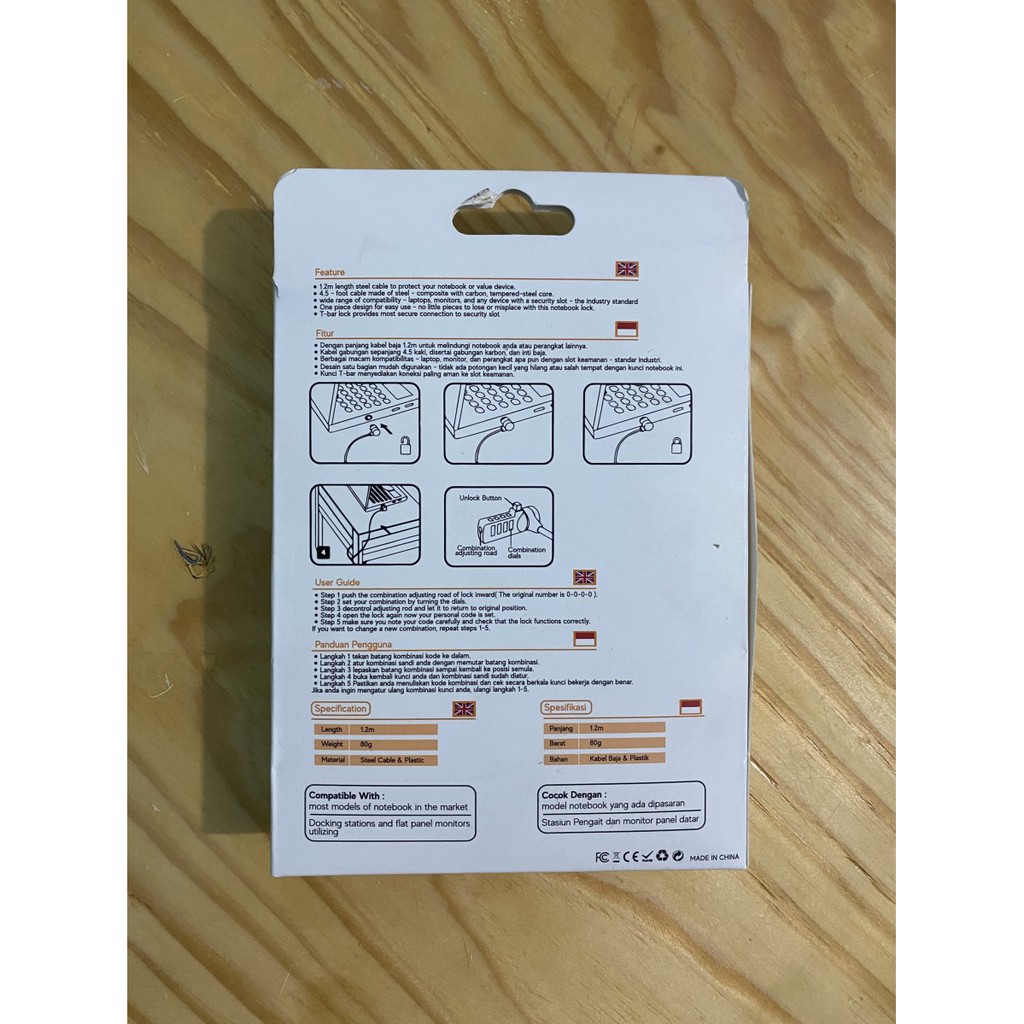 Feature
• 1.2m length steel cable to protect your notebook or value device.
• 4.5 - foot cable made of steel - composite with carbon, tempered-steel core.
• wide range of compatibility - laptops, monitors, and any device with a security slot - the industry standard
• One piece design for easy use - no little pieces to lose or misplace with this notebook lock.
• T-bar lock provides most secure connection to security slot
Fitur
• Dengan panjang kabel baja 1.2m untuk melindungi notebook anda atau perangkat lainnya.
• Kabel gabungan sepanjang 4.5 kaki, disertai gabungan karbon, dan inti baja.
• Berbagai macam kompatibilitas - laptop, monitor, dan perangkat apa pun dengan slot keamanan - standar industri.
• Desain satu bagian mudah digunakan - tidak ada potongan kecil yang hilang atau salah tempat dengan kunci notebook ini.
• Kunci T-bar menyediakan koneksi paling aman ke slot keamanan.
4
Unlock Button
Combination adjusting road
Combination dials
User Guide
• Step 1 push the combination adjusting road of lock inward( The original number is 0-0-0-0 ).
• Step 2 set your combination by turning the dials.
• Step 3 decontrol adjusting rod and let it to return to original position.
• Step 4 open the lock again now your personal code is set.
• Step 5 make sure you note your code carefully and check that the lock functions correctly.
If you want to change a new combination, repeat steps 1-5.
Panduan Pengguna
• Langkah 1 tekan batang kombinasi kode ke dalam.
• Langkah 2 atur kombinasi sandi anda dengan memutar batang kombinasi.
• Langkah 3 lepaskan batang kombinasi sampai kembali ke posisi semula.
• Langkah 4 buka kembali kunci anda dan kombinasi sandi sudah diatur.
• Langkah 5 Pastikan anda menuliskan kode kombinasi dan cek secara berkala kunci bekerja dengan benar.
Jika anda ingin mengatur ulang kombinasi kunci anda, ulangi langkah 1-5.
Specification
Length 1.2m
Weight 80g
Material Steel Cable & Plastic
Spesifikasi
Panjang 1.2m
Berat 80g
Bahan Kabel Baja & Plastik
Compatible With :
most models of notebook in the market
Docking stations and flat panel monitors
utilizing
Cocok Dengan :
model notebook yang ada dipasaran
Stasiun Pengait dan monitor panel datar
FC CE MADE IN CHINA